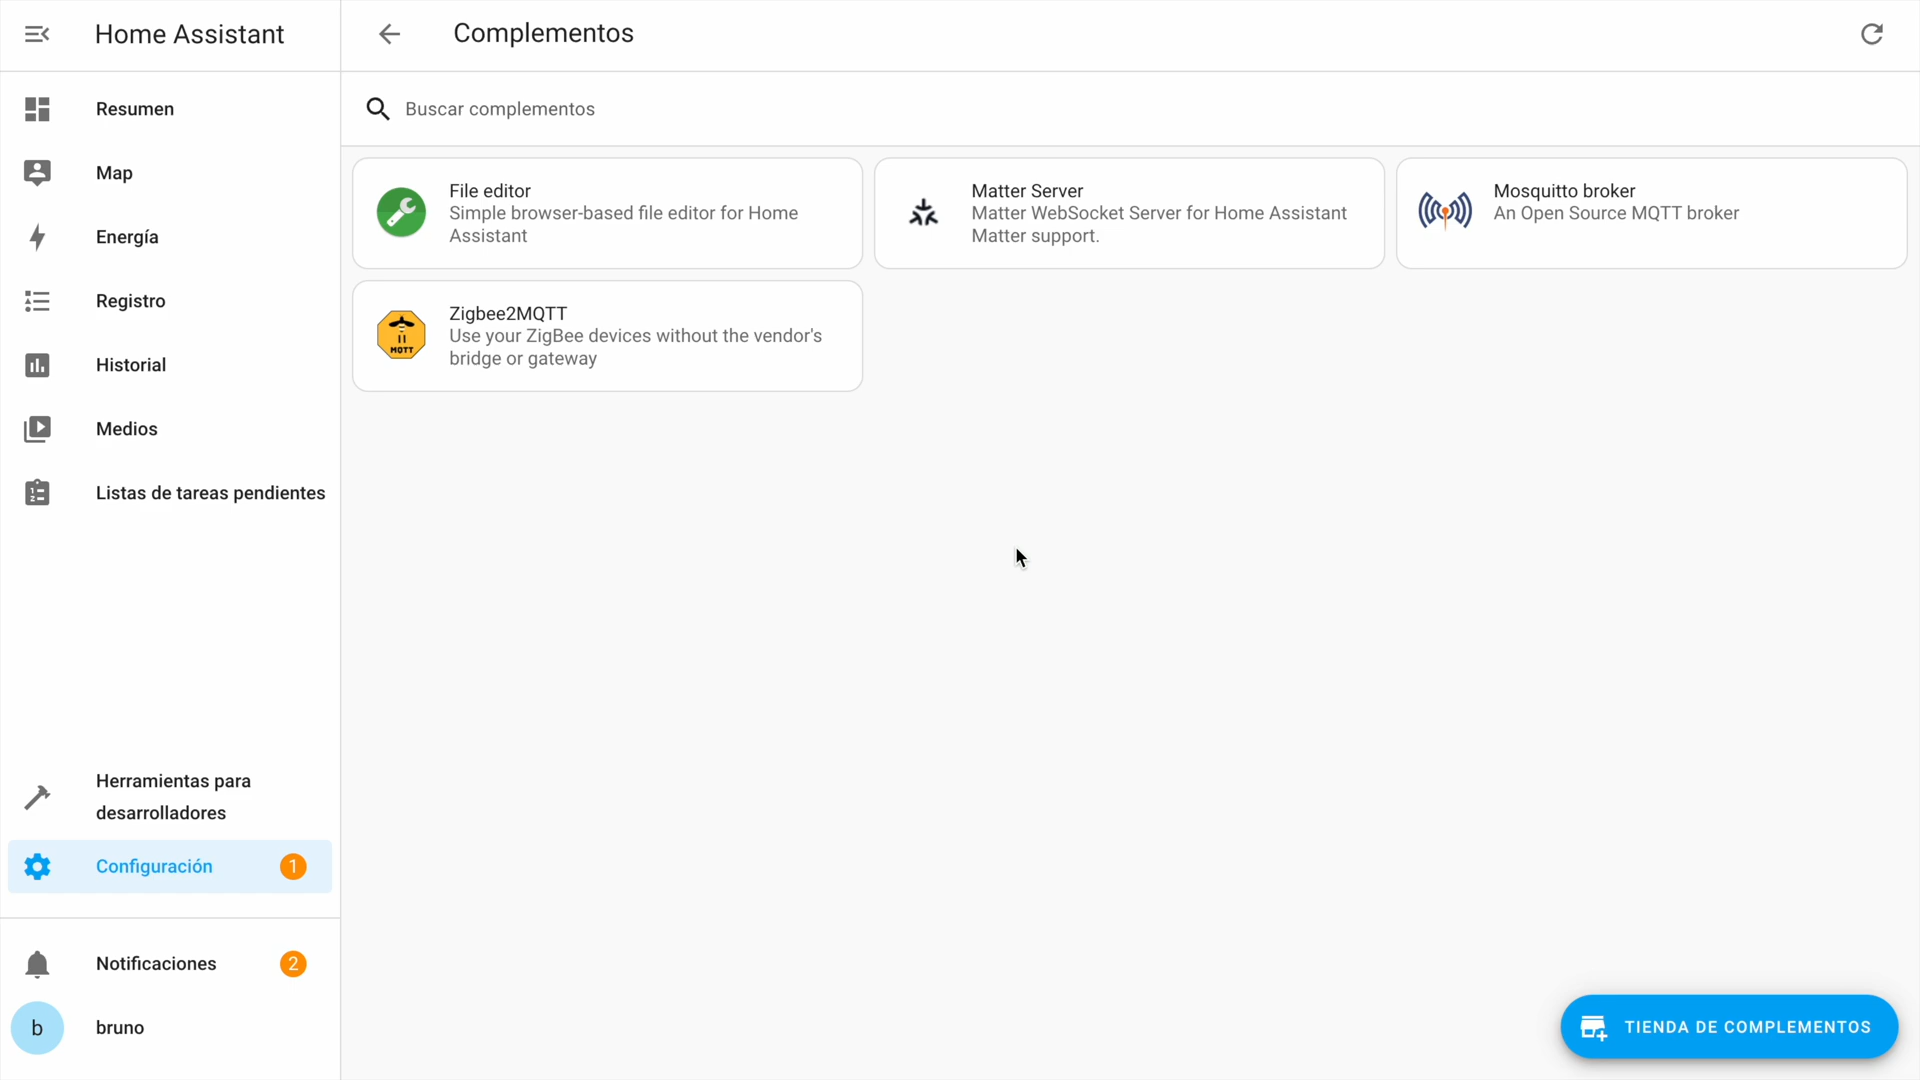 Home Assistant
Complementos
Resumen
Map
Energía
Registro
Historial
Medios
Listas de tareas pendientes
Herramientas para
desarrolladores
Configuración 1
Notificaciones 2
b bruno
Buscar complementos
File editor
Simple browser-based file editor for Home
Assistant
Matter Server
Matter WebSocket Server for Home Assistant
Matter support.
Mosquitto broker
An Open Source MQTT broker
MQTT
Zigbee2MQTT
Use your ZigBee devices without the vendor's
bridge or gateway
TIENDA DE COMPLEMENTOS